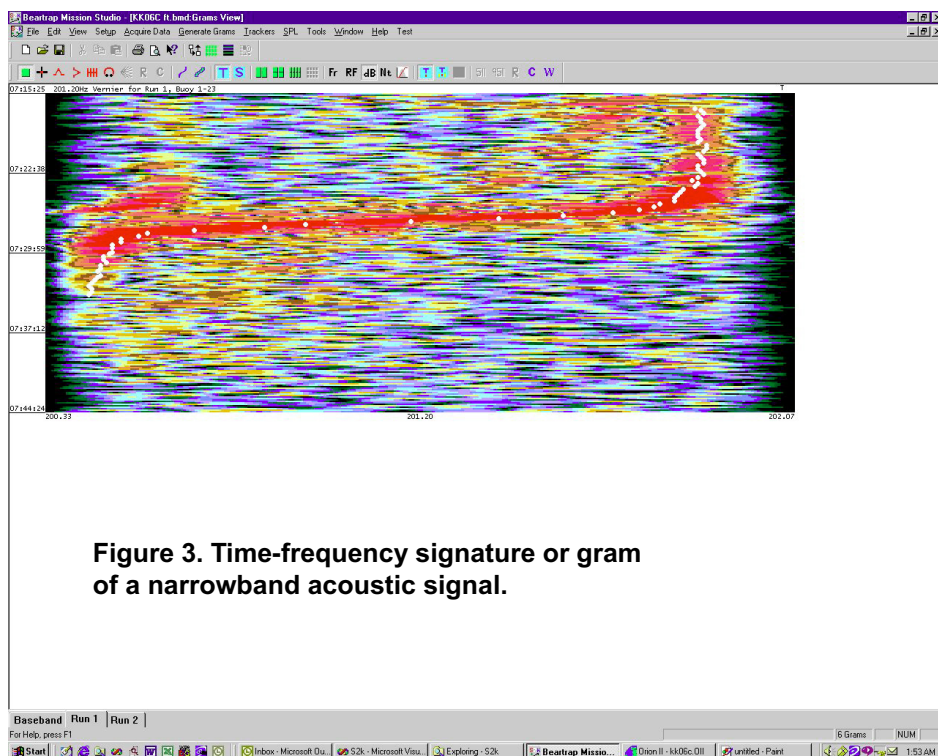 Beartrap Mission Studio - [KK06C ft.bmd:Grams View]
File Edit View Setup Acquire Data Generate Grams Trackers SPL Tools Window Help Test
R C T S Fr RF dB Nt T T R C W
07:15:25 201.20Hz Vernier for Run 1, Buoy 1-23 T
07:22:38
07:29:59
07:37:12
07:44:24
200.33 201.20 202.07
Figure 3. Time-frequency signature or gram
of a narrowband acoustic signal.
Baseband Run 1 Run 2
For Help, press F1 6 Grams NUM
Start Inbox - Microsoft Ou... S2k - Microsoft Visu... Exploring - S2k Beartrap Missio... Orion II - kk06c.OII untitled - Paint 1:53 AM